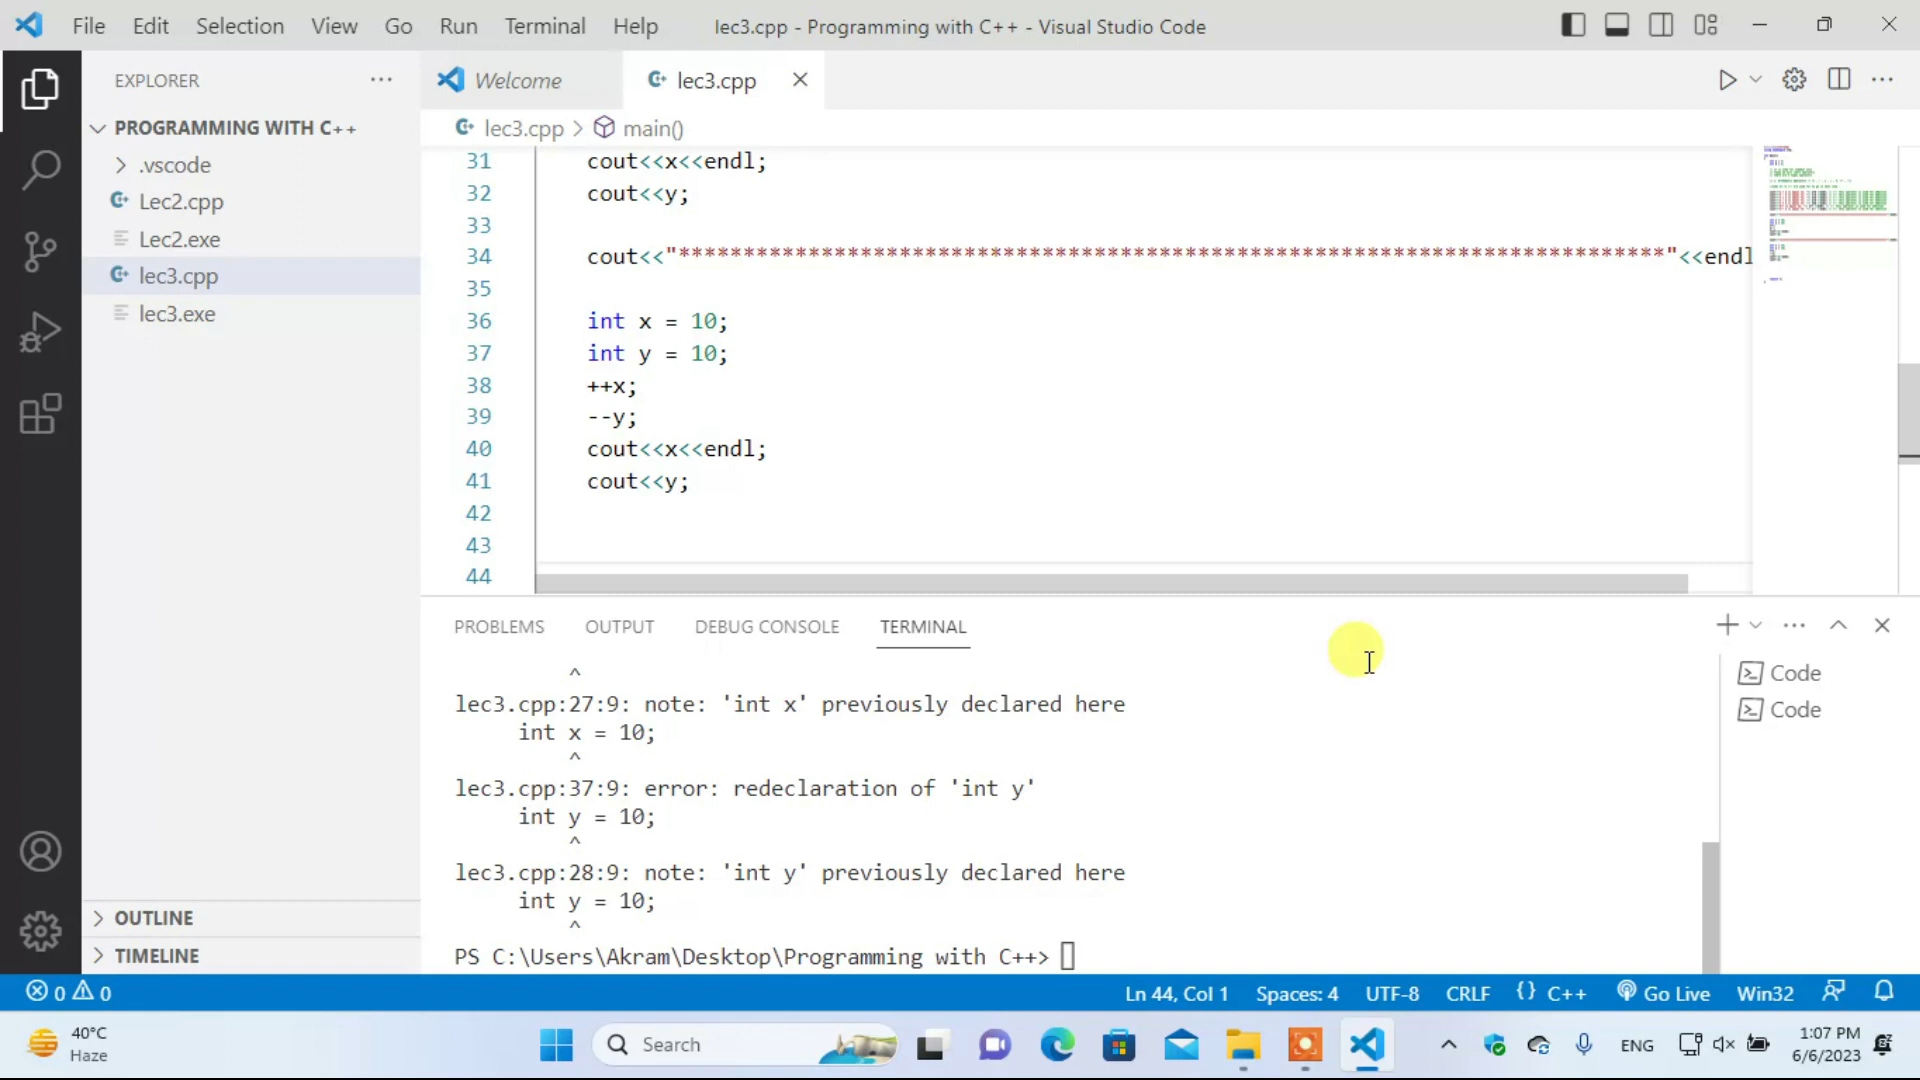 File Edit Selection View Go Run Terminal Help lec3.cpp - Programming with C++ - Visual Studio Code
EXPLORER
PROGRAMMING WITH C++
.vscode
Lec2.cpp
Lec2.exe
lec3.cpp
lec3.exe
OUTLINE
TIMELINE
Welcome lec3.cpp
lec3.cpp > main()
31 cout<<x<<endl;
32 cout<<y;
33
34 cout<<"****************************************************************************"<<endl
35
36 int x = 10;
37 int y = 10;
38 ++x;
39 --y;
40 cout<<x<<endl;
41 cout<<y;
42
43
44
PROBLEMS OUTPUT DEBUG CONSOLE TERMINAL
^
lec3.cpp:27:9: note: 'int x' previously declared here
int x = 10;
^
lec3.cpp:37:9: error: redeclaration of 'int y'
int y = 10;
^
lec3.cpp:28:9: note: 'int y' previously declared here
int y = 10;
^
PS C:\Users\Akram\Desktop\Programming with C++>
Code
Code
0 0 Ln 44, Col 1 Spaces: 4 UTF-8 CRLF {} C++ Go Live Win32
40°C
Haze
Search
ENG
1:07 PM
6/6/2023